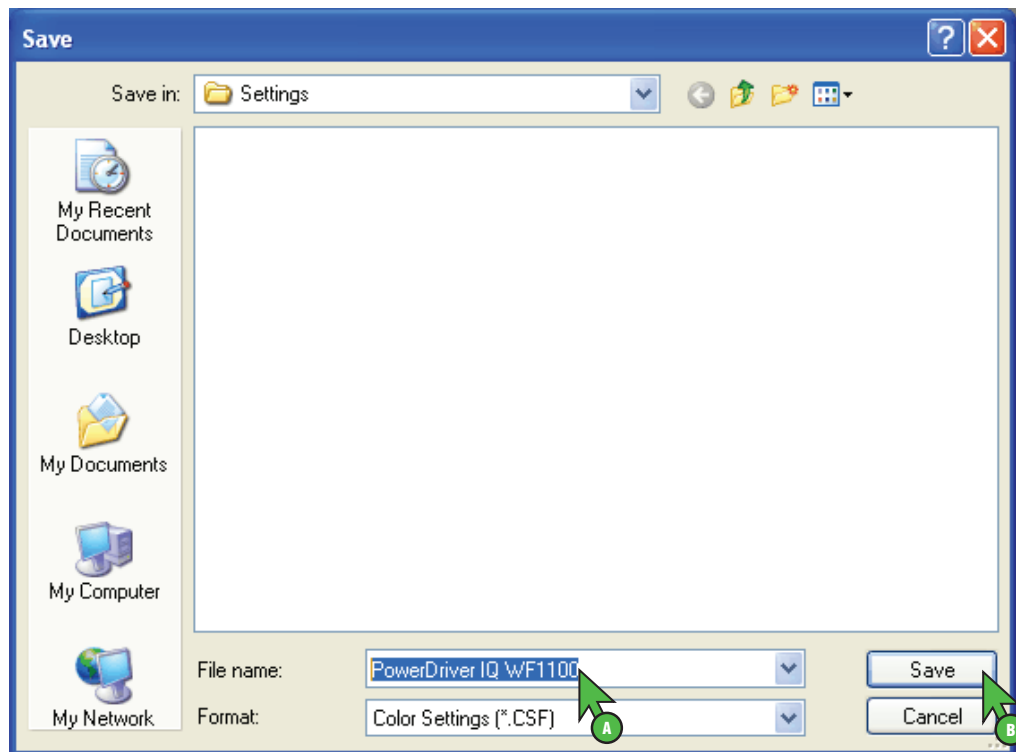 Save
Save in: Settings
My Recent
Documents
Desktop
My Documents
My Computer
My Network
File name: PowerDriver IQ WF1100 Save
Format: Color Settings (*.CSF) Cancel
A
B